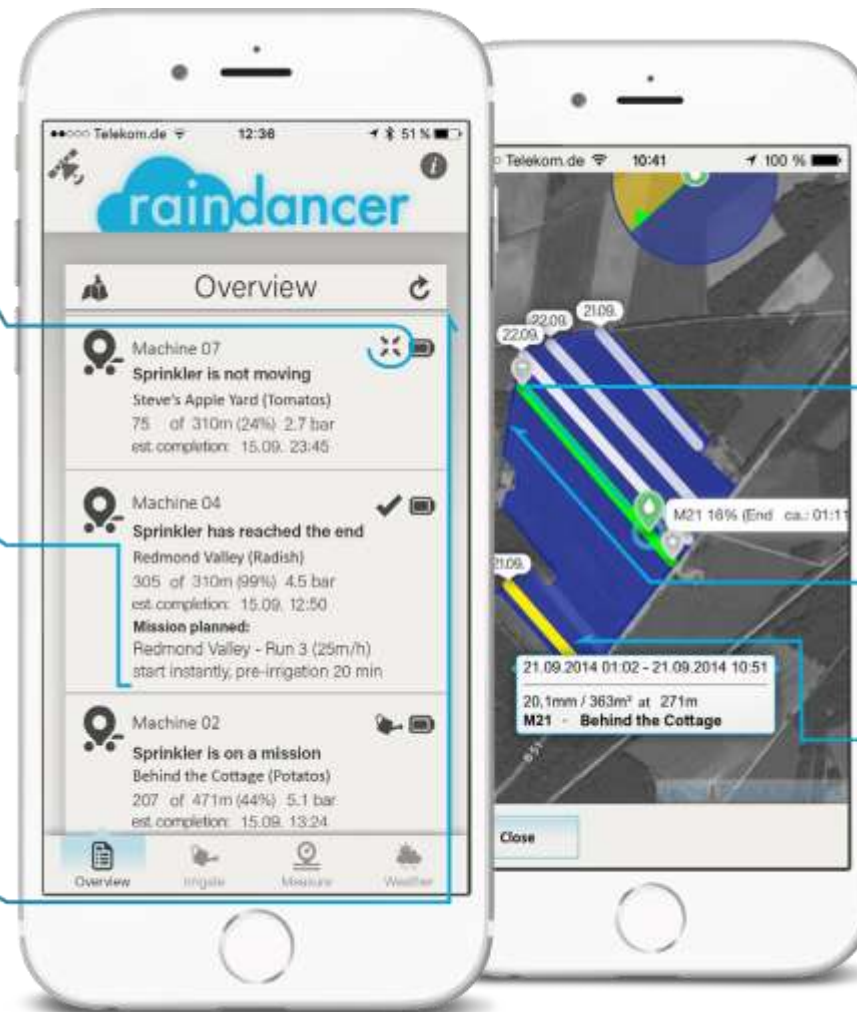 Telekom.de 12:36 51 %
raindancer
Overview
Machine 07
Sprinkler is not moving
Steve's Apple Yard (Tomatos)
75 of 310m (24%) 2.7 bar
est. completion: 15.09. 23:45
Machine 04
Sprinkler has reached the end
Redmond Valley (Radish)
305 of 310m (99%) 4.5 bar
est. completion: 15.09. 12:50
Mission planned:
Redmond Valley - Run 3 (25m/h)
start instantly, pre-irrigation 20 min
Machine 02
Sprinkler is on a mission
Behind the Cottage (Potatos)
207 of 471m (44%) 5.1 bar
est. completion: 15.09. 13:24
Overview Irrigate Measure Weather
Telekom.de 10:41 100 %
21.09.
22.09.
22.09.
M21 16% (End ca.: 01:11
21.09.
21.09.2014 01:02 - 21.09.2014 10:51
20,1mm / 363m³ at 271m
M21 - Behind the Cottage
Close